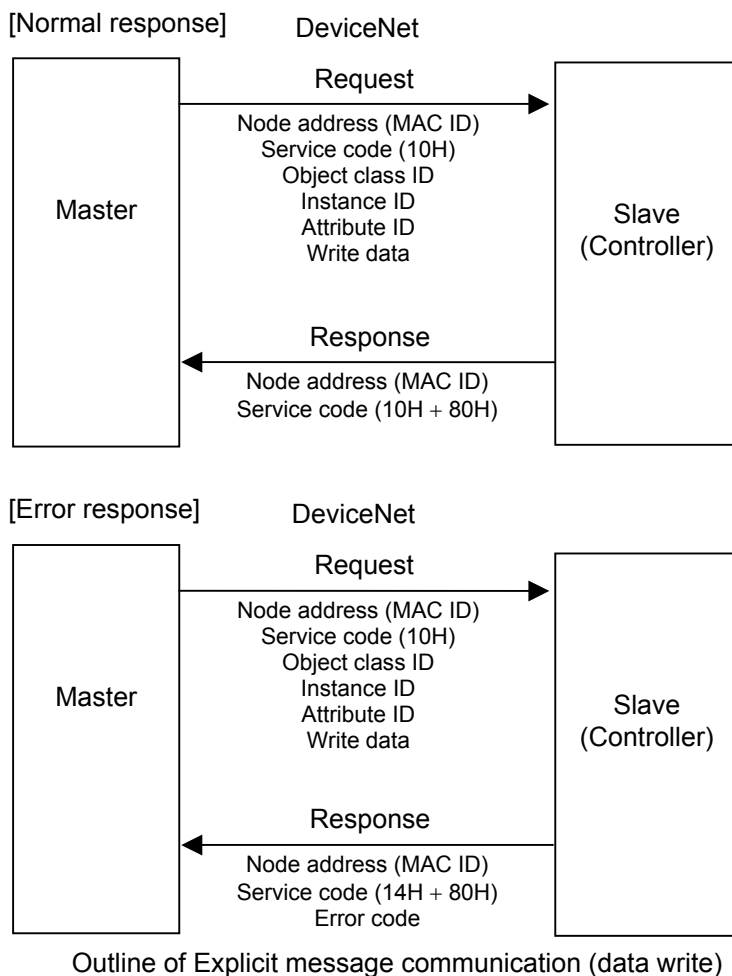 [Normal response]
DeviceNet
Request
Node address (MAC ID)
Service code (10H)
Object class ID
Instance ID
Attribute ID
Write data
Master
Slave
(Controller)
Response
Node address (MAC ID)
Service code (10H + 80H)
[Error response]
DeviceNet
Request
Node address (MAC ID)
Service code (10H)
Object class ID
Instance ID
Attribute ID
Write data
Master
Slave
(Controller)
Response
Node address (MAC ID)
Service code (14H + 80H)
Error code
Outline of Explicit message communication (data write)